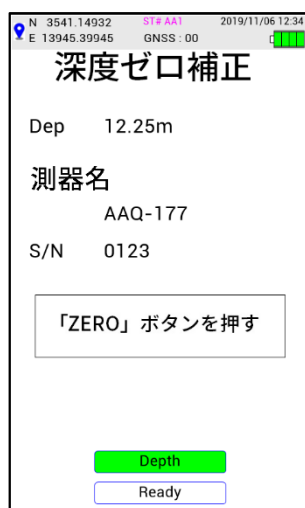 N 3541.14932 ST# AA1 2019/11/06 12:34
E 13945.39945 GNSS : 00
深度ゼロ補正
Dep 12.25m
測器名
AAQ-177
S/N 0123
「ZERO」ボタンを押す
Depth
Ready